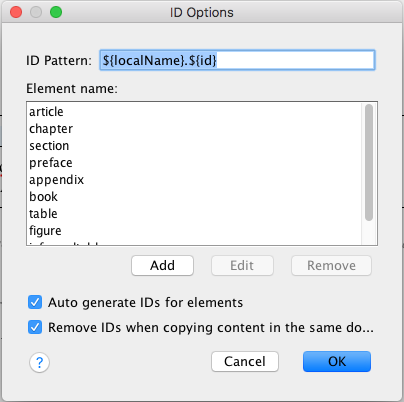 ID Options
ID Pattern: ${localName}.${id}
Element name:
article
chapter
section
preface
appendix
book
table
figure
Add Edit Remove
Auto generate IDs for elements
Remove IDs when copying content in the same do...
? Cancel OK